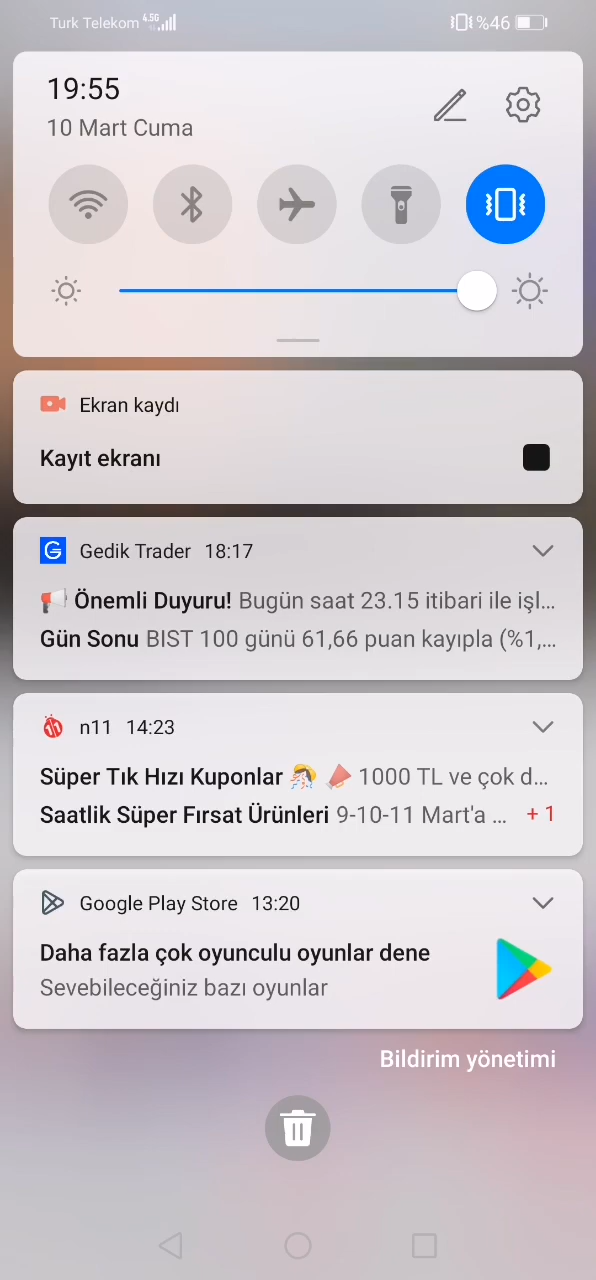 Turk Telekom 4.5G %46
19:55
10 Mart Cuma
Ekran kaydı
Kayıt ekranı
Gedik Trader 18:17
Önemli Duyuru! Bugün saat 23.15 itibari ile işl...
Gün Sonu BIST 100 günü 61,66 puan kayıpla (%1,...
n11 14:23
Süper Tık Hızı Kuponlar 1000 TL ve çok d...
Saatlik Süper Fırsat Ürünleri 9-10-11 Mart'a ... + 1
Google Play Store 13:20
Daha fazla çok oyunculu oyunlar dene
Sevebileceğiniz bazı oyunlar
Bildirim yönetimi